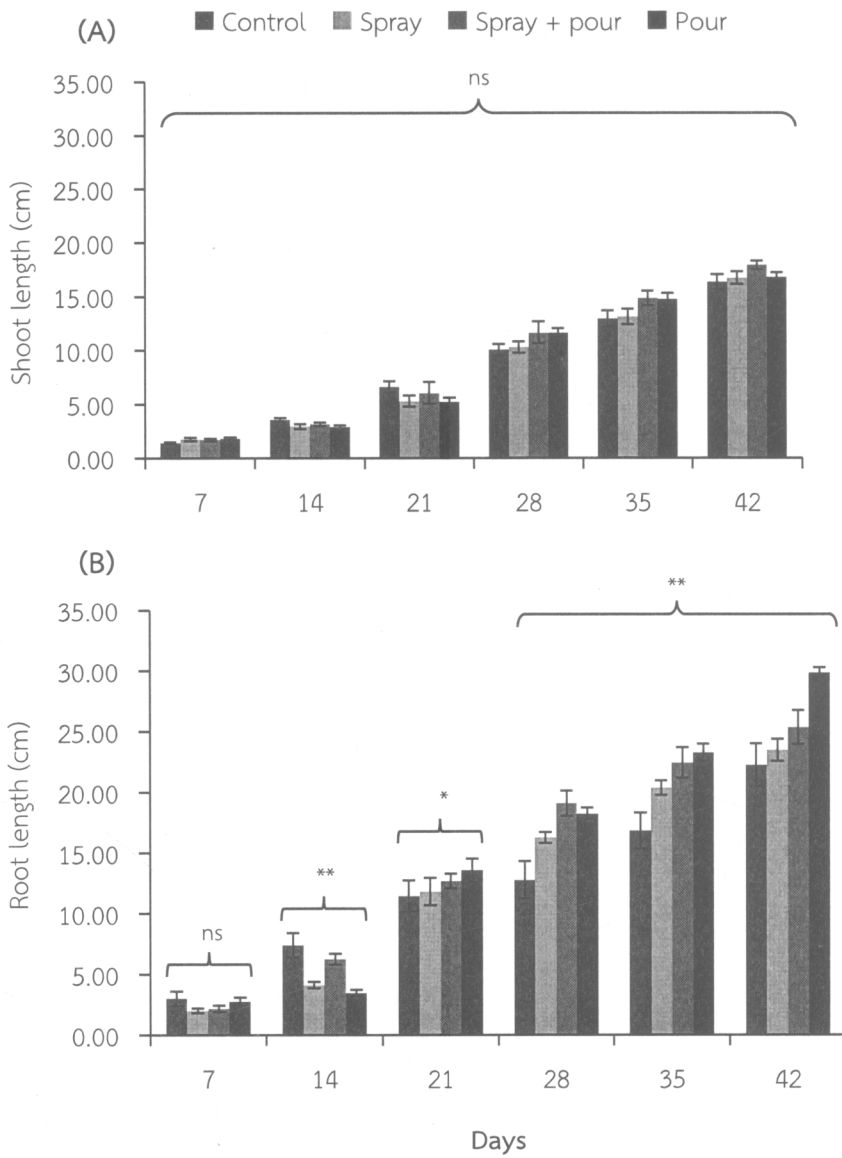 (A)
Control Spray Spray + pour Pour
ns
35.00
30.00
25.00
20.00
15.00
10.00
5.00
0.00
Shoot length (cm)
7 14 21 28 35 42
(B)
**
35.00
30.00
25.00
20.00
15.00
10.00
5.00
0.00
Root length (cm)
*
**
ns
7 14 21 28 35 42
Days